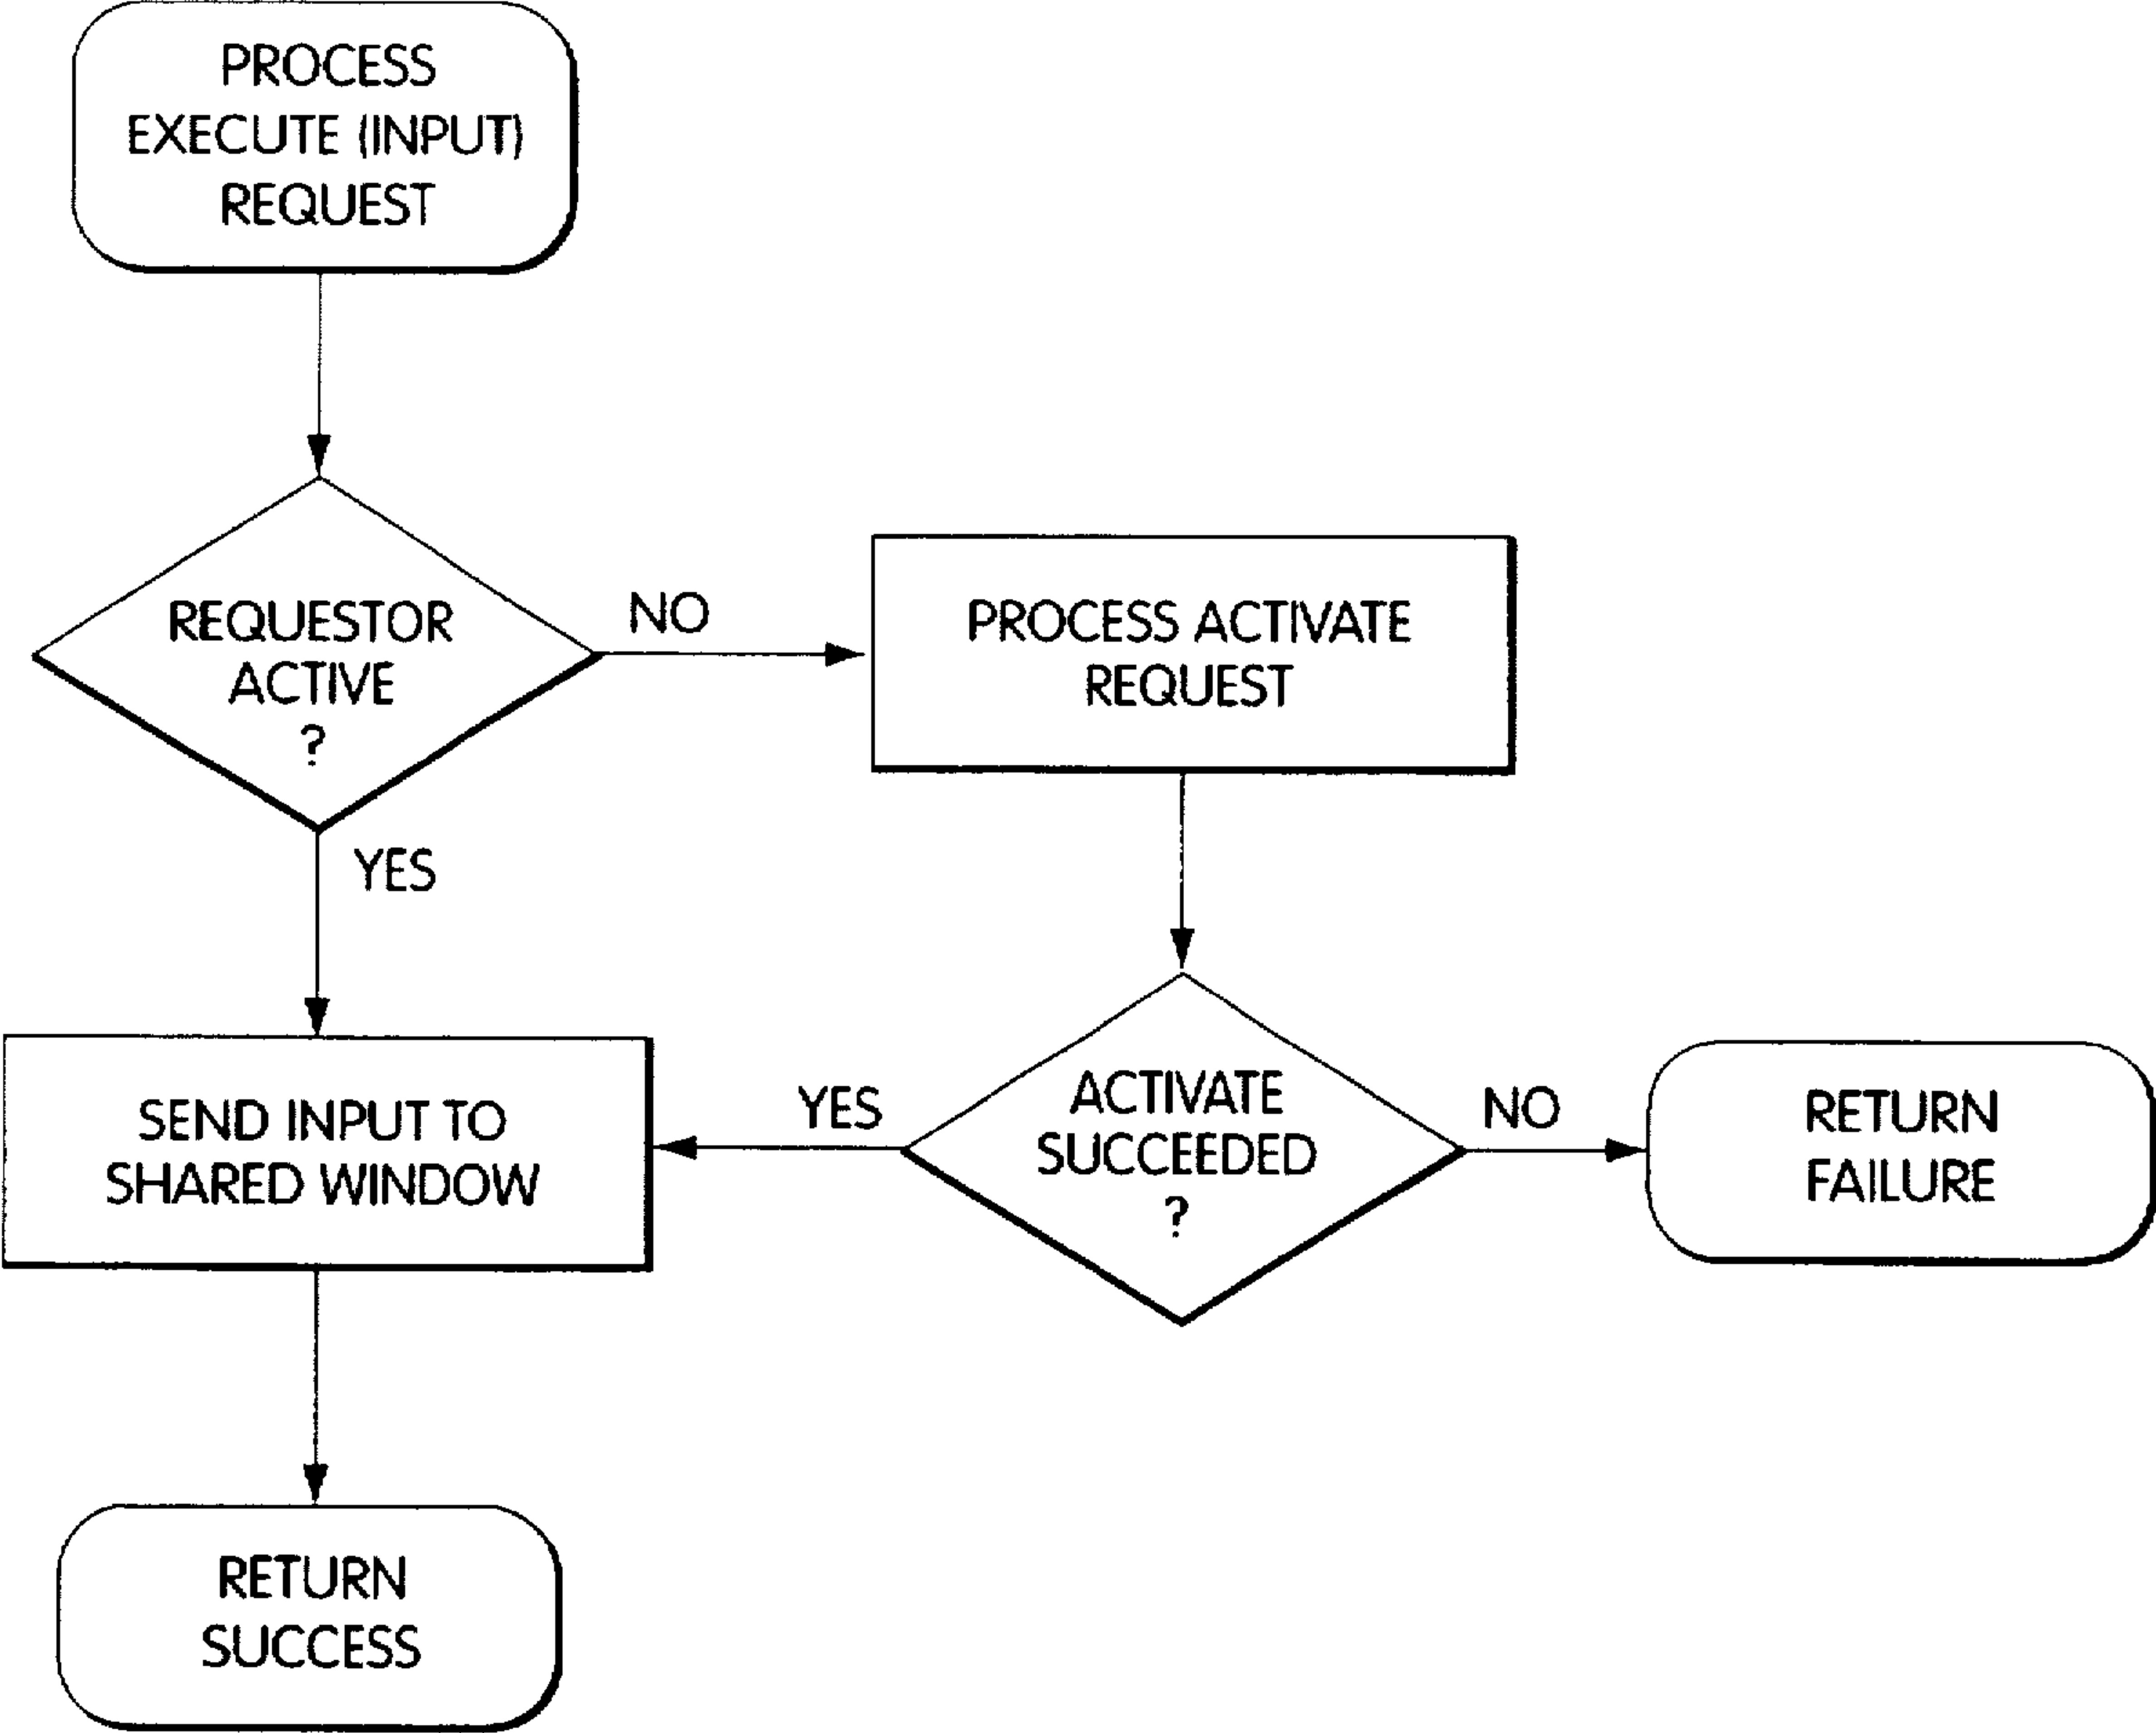 PROCESS
EXECUTE (INPUT)
REQUEST
REQUESTOR
ACTIVE
?
NO
PROCESS ACTIVATE
REQUEST
YES
SEND INPUT TO
SHARED WINDOW
YES
ACTIVATE
SUCCEEDED
?
NO
RETURN
FAILURE
RETURN
SUCCESS